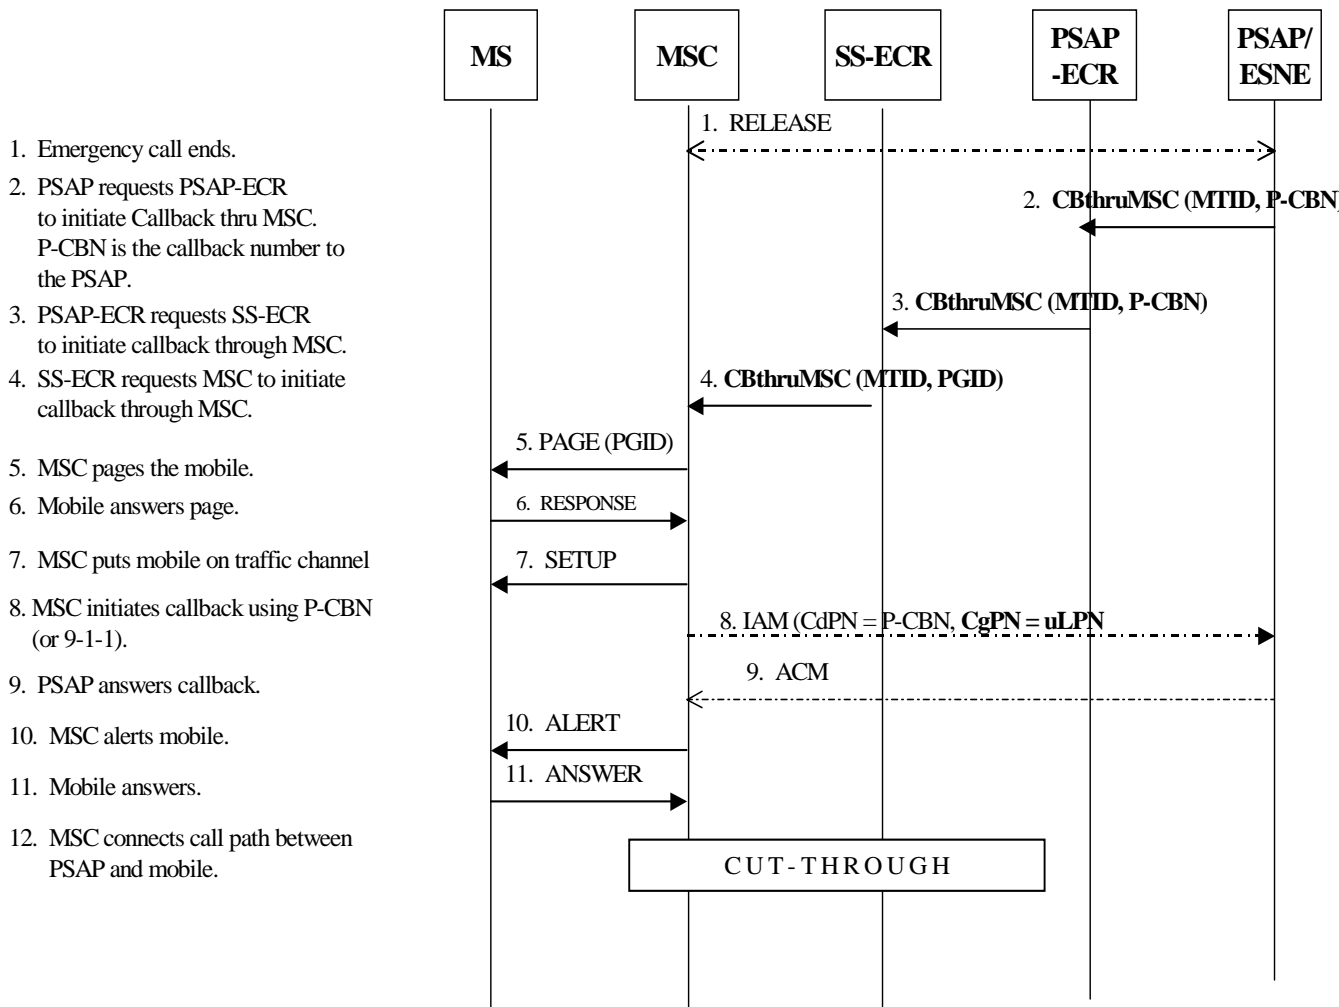 MS
MSC
SS-ECR
PSAP
-ECR
PSAP/
ESNE
1. RELEASE
1. Emergency call ends.
2. PSAP requests PSAP-ECR
to initiate Callback thru MSC.
P-CBN is the callback number to
the PSAP.
2. CBthruMSC (MTID, P-CBN)
3. PSAP-ECR requests SS-ECR
to initiate callback through MSC.
3. CBthruMSC (MTID, P-CBN)
4. SS-ECR requests MSC to initiate
callback through MSC.
4. CBthruMSC (MTID, PGID)
5. PAGE (PGID)
5. MSC pages the mobile.
6. Mobile answers page.
6. RESPONSE
7. MSC puts mobile on traffic channel
7. SETUP
8. MSC initiates callback using P-CBN
(or 9-1-1).
8. IAM (CdPN = P-CBN, CgPN = uLPN
9. PSAP answers callback.
9. ACM
10. MSC alerts mobile.
10. ALERT
11. Mobile answers.
11. ANSWER
12. MSC connects call path between
PSAP and mobile.
CUT-THROUGH